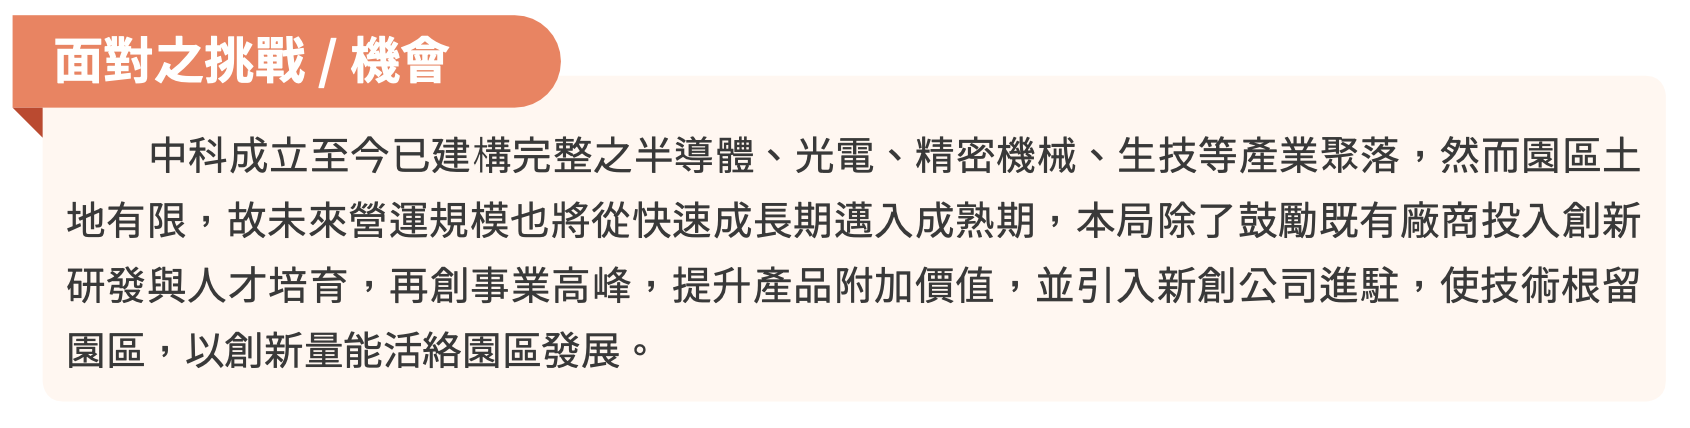 面對之挑戰 / 機會
中科成立至今已建構完整之半導體、光電、精密機械、生技等產業聚落，然而園區土
地有限，故未來營運規模也將從快速成長期邁入成熟期，本局除了鼓勵既有廠商投入創新
研發與人才培育，再創事業高峰，提升產品附加價值，並引入新創公司進駐，使技術根留
園區，以創新量能活絡園區發展。